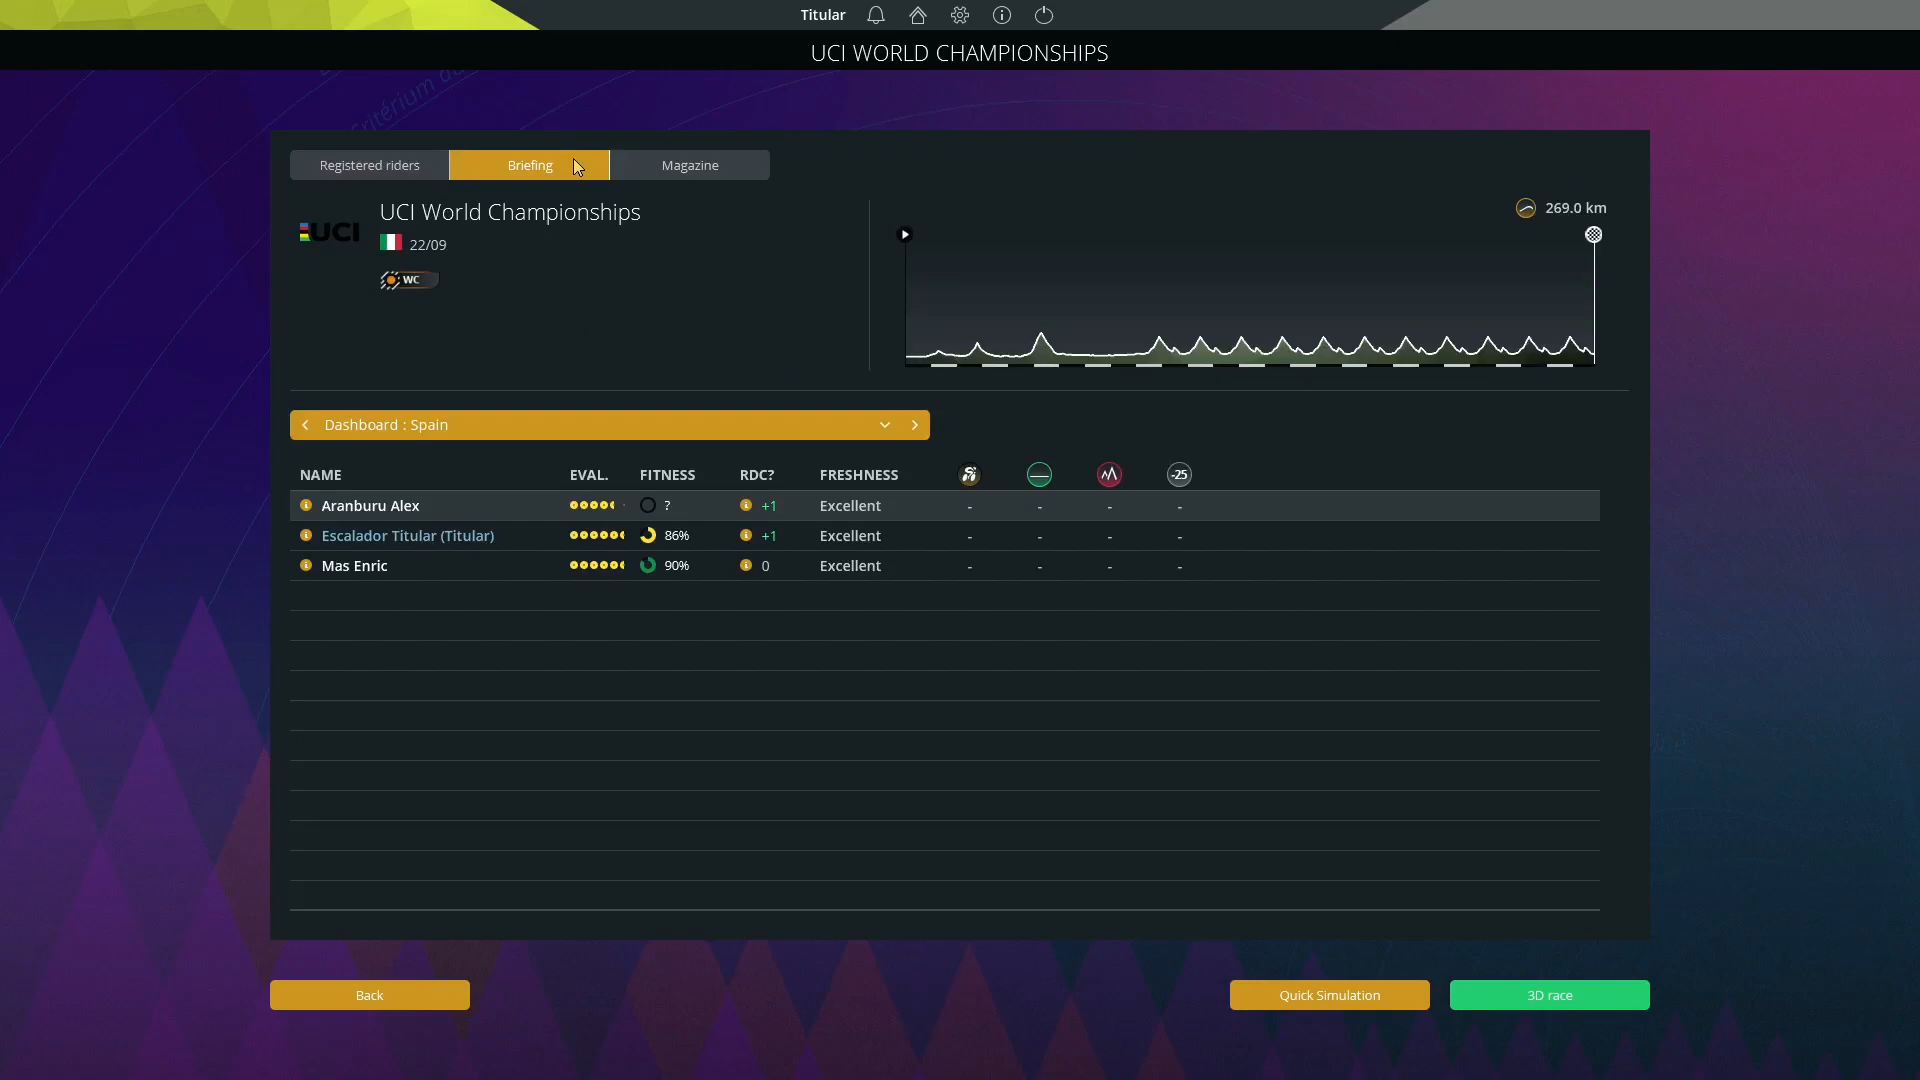 Titular
UCI WORLD CHAMPIONSHIPS
Critérium du
Registered riders
Briefing
Magazine
UCI
UCI World Championships
22/09
WC
269.0 km
Dashboard : Spain
NAME EVAL. FITNESS RDC? FRESHNESS -25
Aranburu Alex ? +1 Excellent - - - -
Escalador Titular (Titular) 86% +1 Excellent - - - -
Mas Enric 90% 0 Excellent - - - -
Back
Quick Simulation
3D race